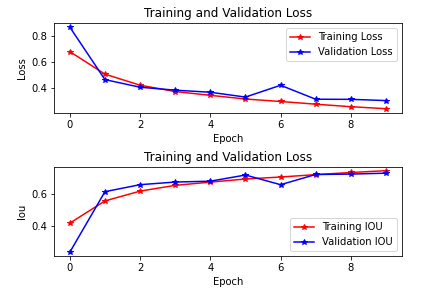 Training and Validation Loss
0.8
0.6
0.4
Loss
Training Loss
Validation Loss
0 2 4 6 8
Epoch
Training and Validation Loss
0.6
0.4
Iou
Training IOU
Validation IOU
0 2 4 6 8
Epoch